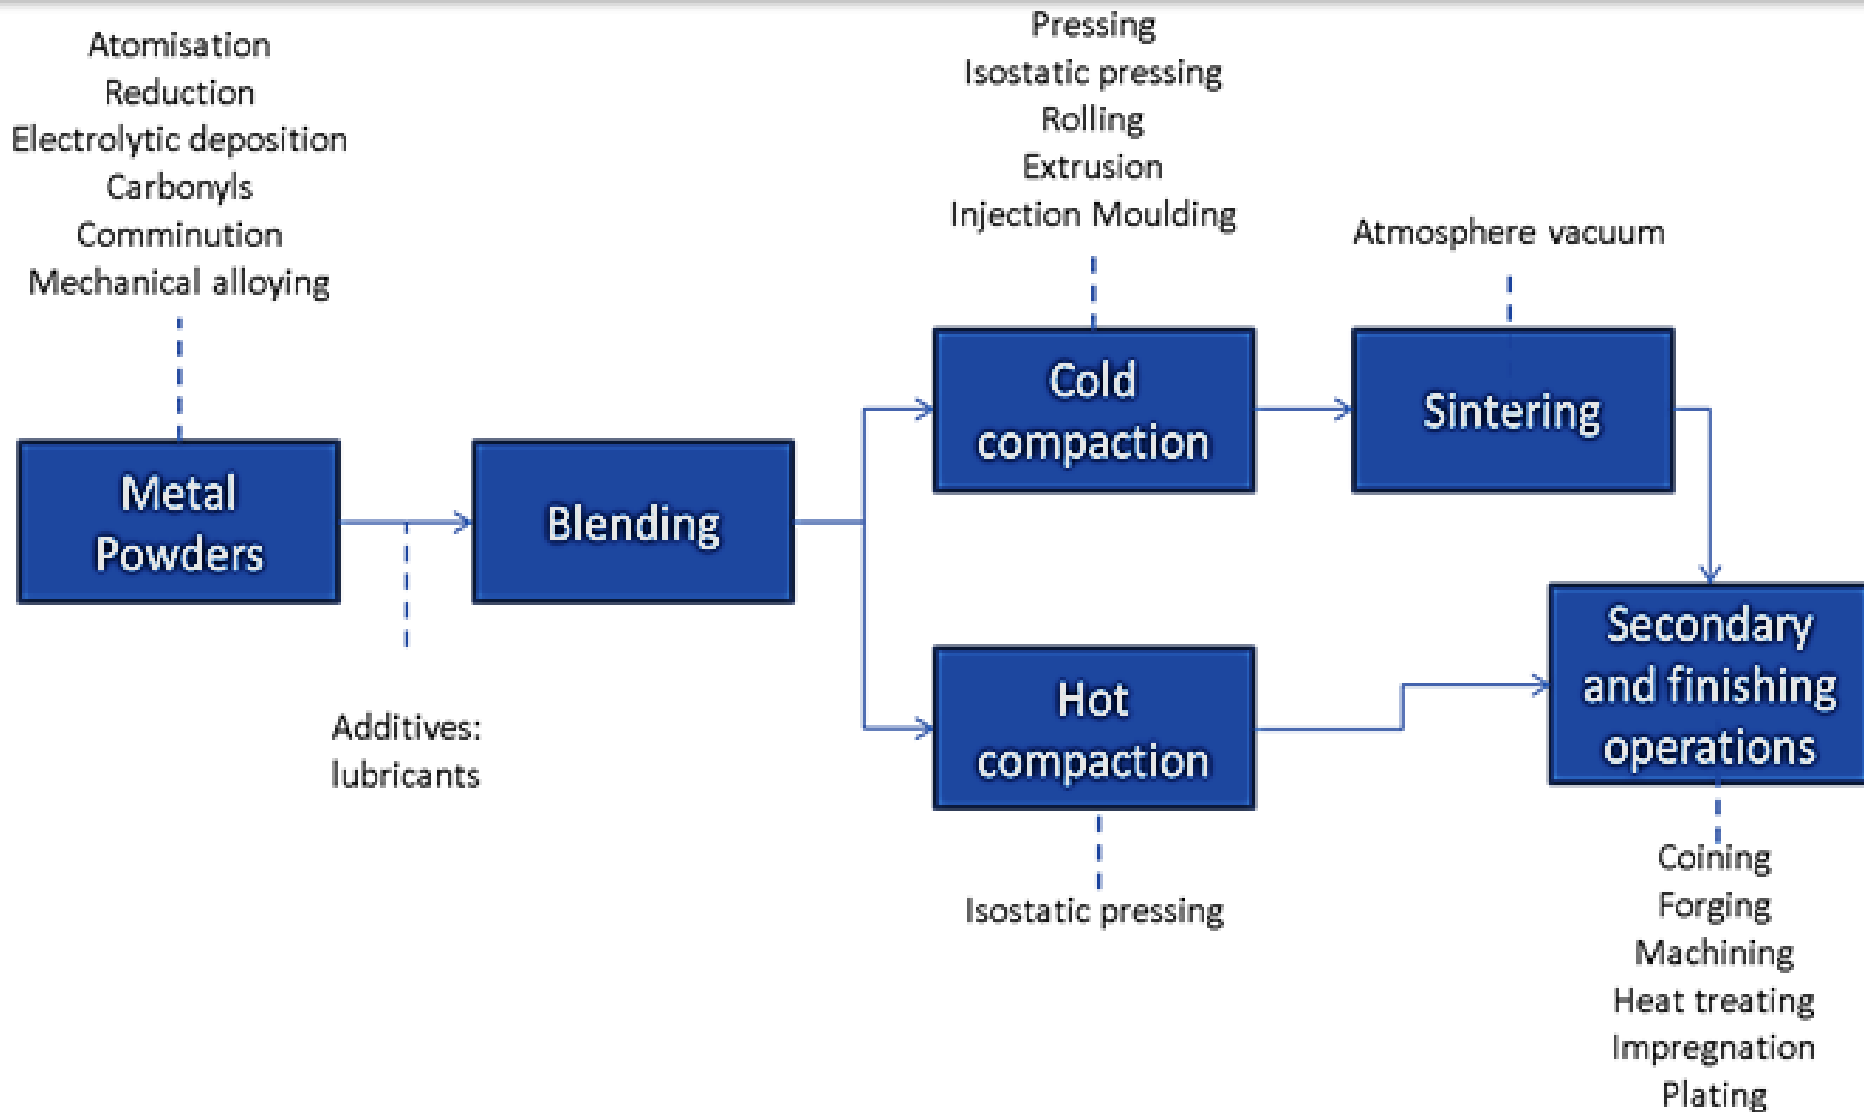 Atomisation
Reduction
Electrolytic deposition
Carbonyls
Comminution
Mechanical alloying
Metal
Powders
Additives:
lubricants
Blending
Pressing
Isostatic pressing
Rolling
Extrusion
Injection Moulding
Cold
compaction
Atmosphere vacuum
Sintering
Hot
compaction
Isostatic pressing
Secondary
and finishing
operations
Coining
Forging
Machining
Heat treating
Impregnation
Plating